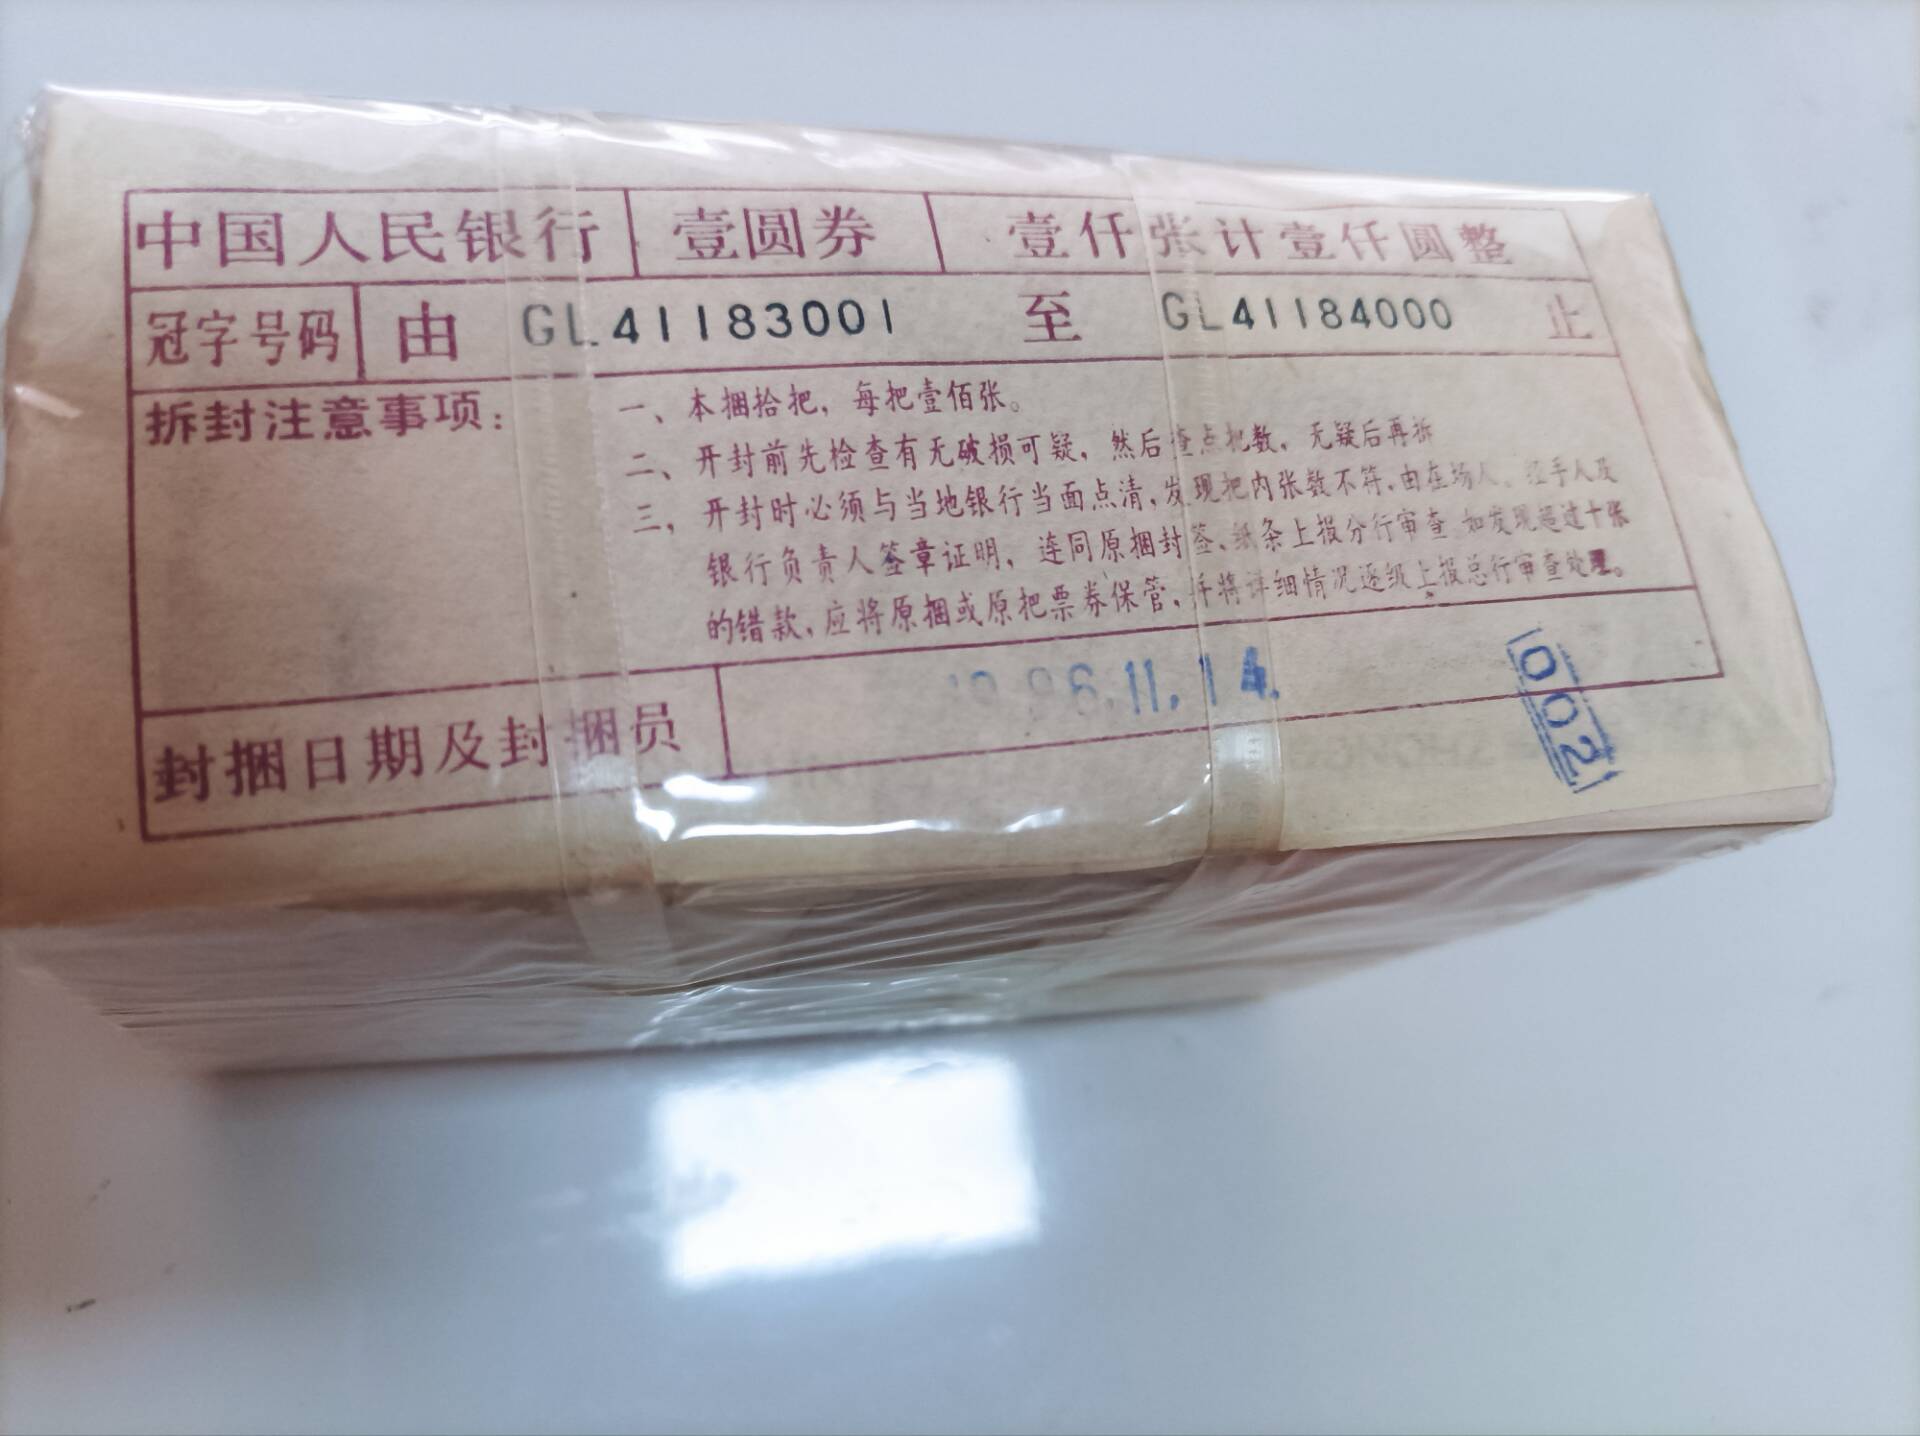 中国人民银行 壹圆券 壹仟张计壹仟圆整
冠字号码 由 GL41183001 至 GL41184000 止
拆封注意事项：
一、本捆拾把，每把壹佰张。
二、开封前先检查有无破损可疑，然后查点把数，无疑后再拆
三、开封时必须与当地银行当面点清，发现把内张数不符，由在场人、经手人及
银行负责人签章证明，连同原捆封签、纸条上报分行审查 如发现超过十张
的错款，应将原捆或原把票券保管，并将详细情况逐级上报总行审查处理。
封捆日期及封捆员 1996.11.14.
002